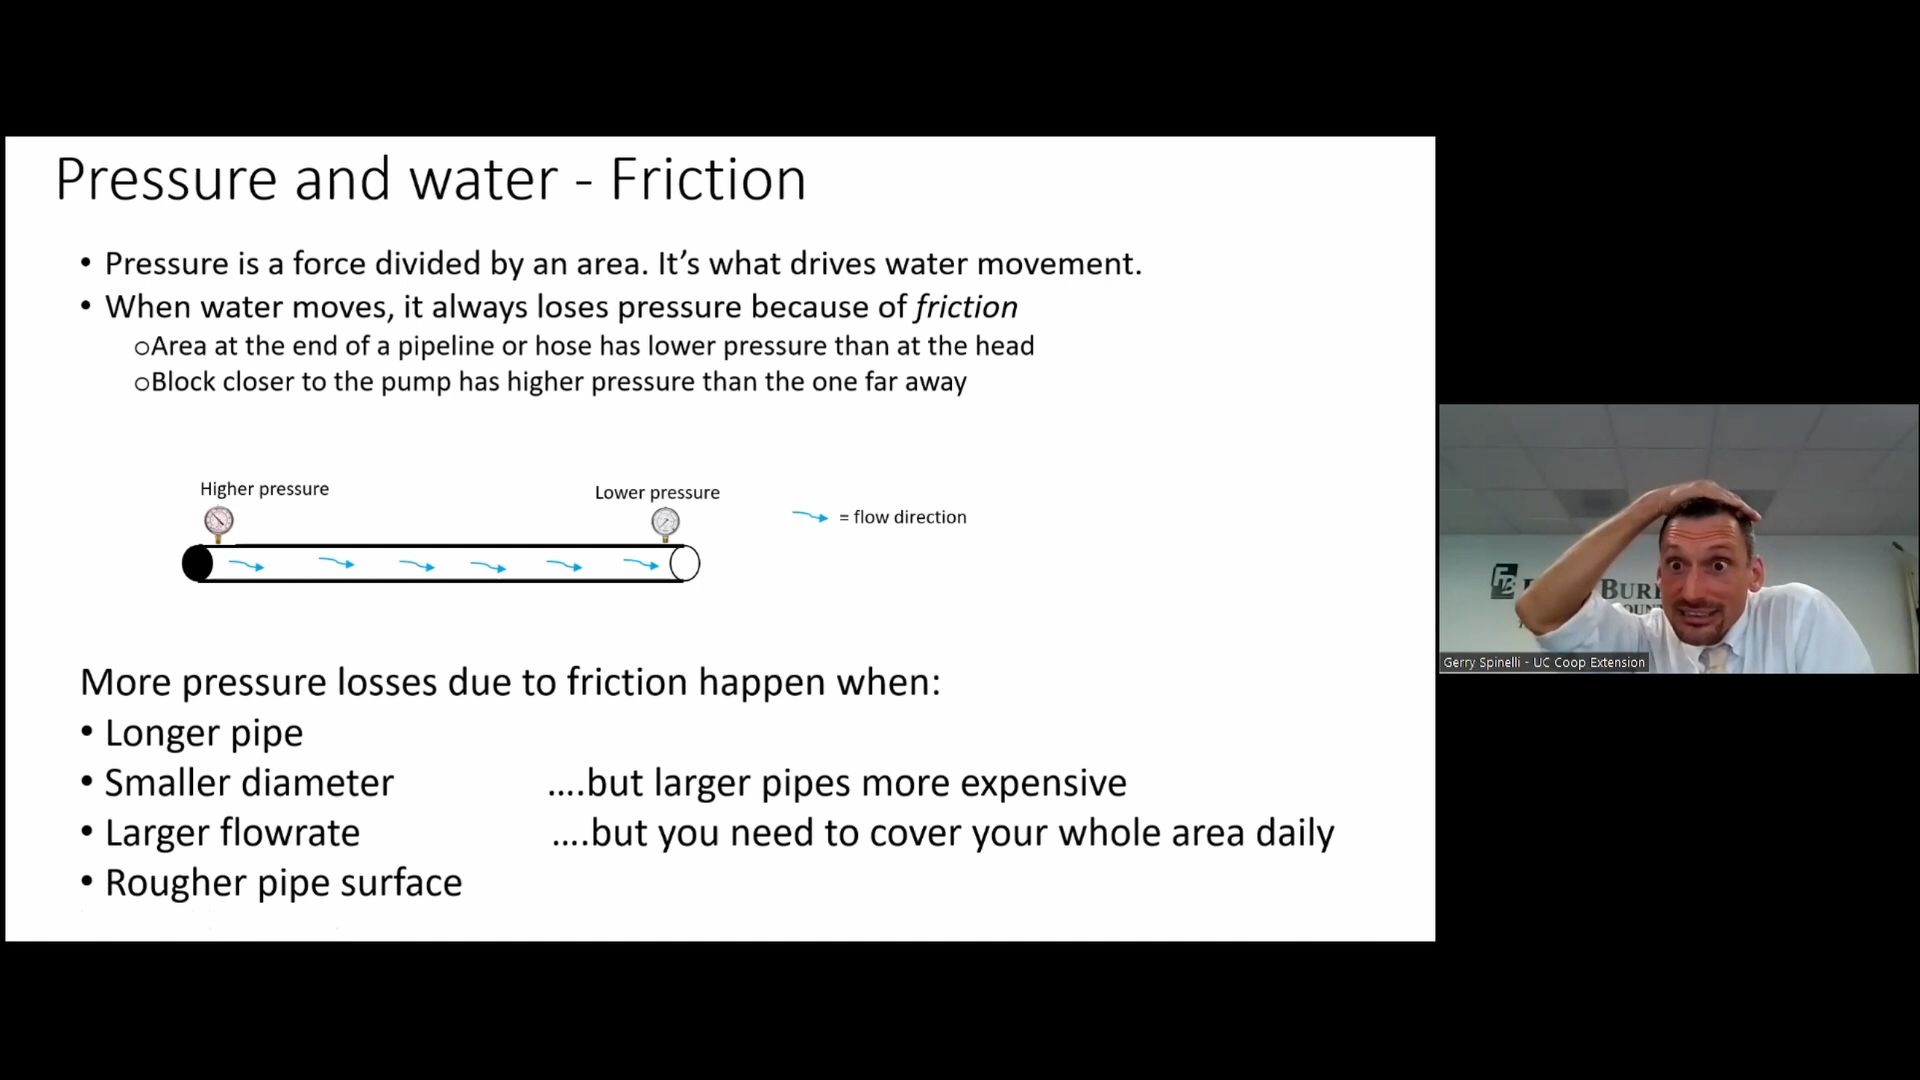 Pressure and water - Friction
• Pressure is a force divided by an area. It’s what drives water movement.
• When water moves, it always loses pressure because of friction
oArea at the end of a pipeline or hose has lower pressure than at the head
oBlock closer to the pump has higher pressure than the one far away
Higher pressure
Lower pressure
= flow direction
More pressure losses due to friction happen when:
• Longer pipe
• Smaller diameter ....but larger pipes more expensive
• Larger flowrate ....but you need to cover your whole area daily
• Rougher pipe surface
FB
Gerry Spinelli - UC Coop Extension